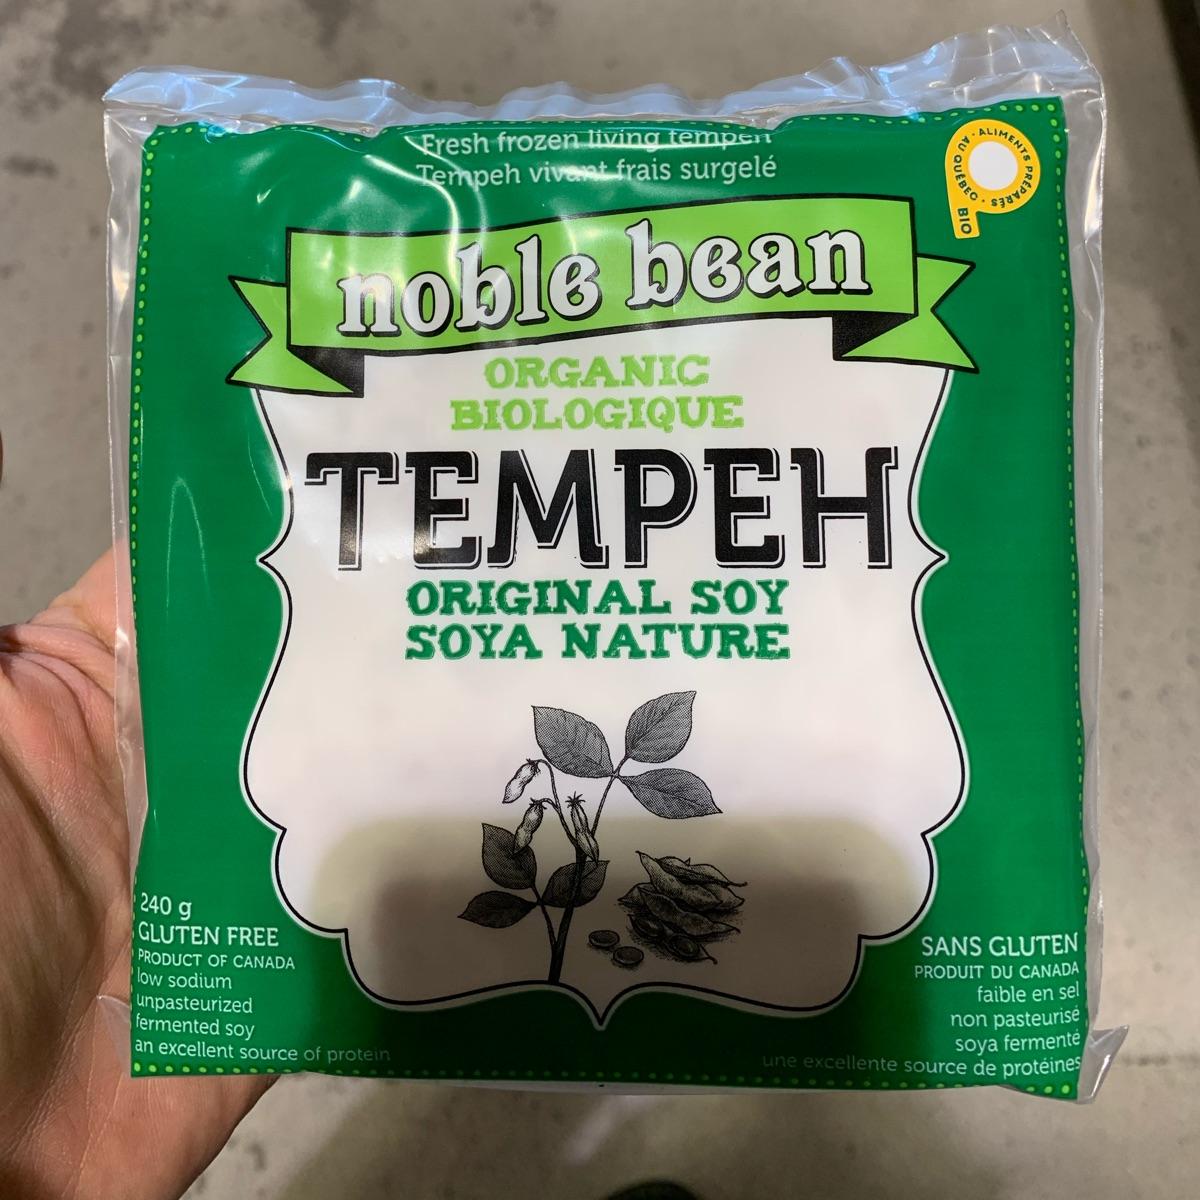 Fresh frozen living tempeh
Tempeh vivant frais surgelé
ALIMENTS PRÉPARÉS AU QUÉBEC
BIO
noble bean
ORGANIC
BIOLOGIQUE
TEMPEH
ORIGINAL SOY
SOYA NATURE
240 g
GLUTEN FREE
PRODUCT OF CANADA
low sodium
unpasteurized
fermented soy
an excellent source of protein
SANS GLUTEN
PRODUIT DU CANADA
faible en sel
non pasteurisé
soya fermenté
une excellente source de protéines